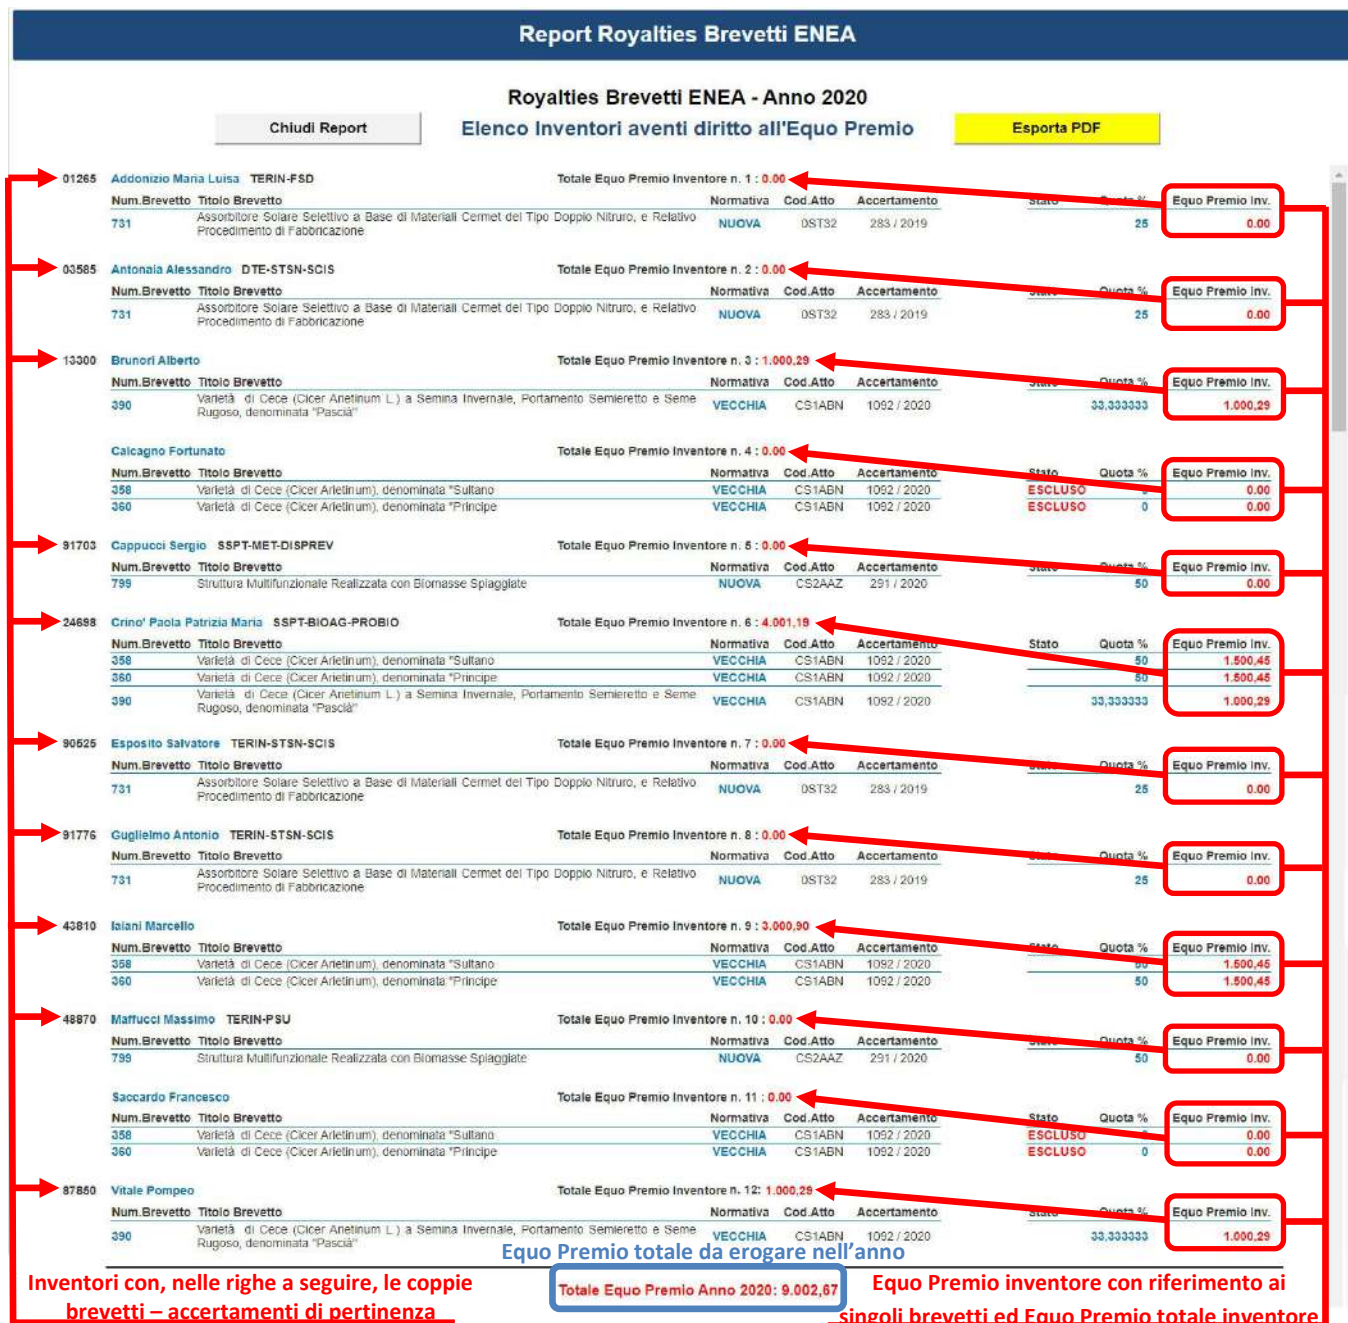 Report Royalties Brevetti ENEA
Royalties Brevetti ENEA - Anno 2020
Chiudi Report
Elenco Inventori aventi diritto all'Equo Premio
Esporta PDF
01265 Addonizio Maria Luisa TERIN-FSD Totale Equo Premio Inventore n. 1 : 0.00
Num.Brevetto Titolo Brevetto Normativa Cod.Atto Accertamento Stato Quota % Equo Premio Inv.
731 Assorbitore Solare Selettivo a Base di Materiali Cermet del Tipo Doppio Nitruro, e Relativo Procedimento di Fabbricazione NUOVA 0ST32 283 / 2019 25 0.00
03585 Antonaia Alessandro DTE-STSN-SCIS Totale Equo Premio Inventore n. 2 : 0.00
Num.Brevetto Titolo Brevetto Normativa Cod.Atto Accertamento Stato Quota % Equo Premio Inv.
731 Assorbitore Solare Selettivo a Base di Materiali Cermet del Tipo Doppio Nitruro, e Relativo Procedimento di Fabbricazione NUOVA 0ST32 283 / 2019 25 0.00
13300 Brunori Alberto Totale Equo Premio Inventore n. 3 : 1.000,29
Num.Brevetto Titolo Brevetto Normativa Cod.Atto Accertamento Stato Quota % Equo Premio Inv.
390 Varietà di Cece (Cicer Arietinum L.) a Semina Invernale, Portamento Semieretto e Seme Rugoso, denominata "Pascià" VECCHIA CS1ABN 1092 / 2020 33,333333 1.000,29
Calcagno Fortunato Totale Equo Premio Inventore n. 4 : 0.00
Num.Brevetto Titolo Brevetto Normativa Cod.Atto Accertamento Stato Quota % Equo Premio Inv.
358 Varietà di Cece (Cicer Arietinum), denominata "Sultano VECCHIA CS1ABN 1092 / 2020 ESCLUSO 0 0.00
360 Varietà di Cece (Cicer Arietinum), denominata "Principe VECCHIA CS1ABN 1092 / 2020 ESCLUSO 0 0.00
91703 Cappucci Sergio SSPT-MET-DISPREV Totale Equo Premio Inventore n. 5 : 0.00
Num.Brevetto Titolo Brevetto Normativa Cod.Atto Accertamento Stato Quota % Equo Premio Inv.
799 Struttura Multifunzionale Realizzata con Biomasse Spiaggiate NUOVA CS2AAZ 291 / 2020 50 0.00
24698 Crino' Paola Patrizia Maria SSPT-BIOAG-PROBIO Totale Equo Premio Inventore n. 6 : 4.001,19
Num.Brevetto Titolo Brevetto Normativa Cod.Atto Accertamento Stato Quota % Equo Premio Inv.
358 Varietà di Cece (Cicer Arietinum), denominata "Sultano VECCHIA CS1ABN 1092 / 2020 50 1.500,45
360 Varietà di Cece (Cicer Arietinum), denominata "Principe VECCHIA CS1ABN 1092 / 2020 50 1.500,45
390 Varietà di Cece (Cicer Arietinum L.) a Semina Invernale, Portamento Semieretto e Seme Rugoso, denominata "Pascià" VECCHIA CS1ABN 1092 / 2020 33,333333 1.000,29
90525 Esposito Salvatore TERIN-STSN-SCIS Totale Equo Premio Inventore n. 7 : 0.00
Num.Brevetto Titolo Brevetto Normativa Cod.Atto Accertamento Stato Quota % Equo Premio Inv.
731 Assorbitore Solare Selettivo a Base di Materiali Cermet del Tipo Doppio Nitruro, e Relativo Procedimento di Fabbricazione NUOVA 0ST32 283 / 2019 25 0.00
91776 Guglielmo Antonio TERIN-STSN-SCIS Totale Equo Premio Inventore n. 8 : 0.00
Num.Brevetto Titolo Brevetto Normativa Cod.Atto Accertamento Stato Quota % Equo Premio Inv.
731 Assorbitore Solare Selettivo a Base di Materiali Cermet del Tipo Doppio Nitruro, e Relativo Procedimento di Fabbricazione NUOVA 0ST32 283 / 2019 25 0.00
43810 Iaiani Marcello Totale Equo Premio Inventore n. 9 : 3.000,90
Num.Brevetto Titolo Brevetto Normativa Cod.Atto Accertamento Stato Quota % Equo Premio Inv.
358 Varietà di Cece (Cicer Arietinum), denominata "Sultano VECCHIA CS1ABN 1092 / 2020 50 1.500,45
360 Varietà di Cece (Cicer Arietinum), denominata "Principe VECCHIA CS1ABN 1092 / 2020 50 1.500,45
48870 Maffucci Massimo TERIN-PSU Totale Equo Premio Inventore n. 10 : 0.00
Num.Brevetto Titolo Brevetto Normativa Cod.Atto Accertamento Stato Quota % Equo Premio Inv.
799 Struttura Multifunzionale Realizzata con Biomasse Spiaggiate NUOVA CS2AAZ 291 / 2020 50 0.00
Saccardo Francesco Totale Equo Premio Inventore n. 11 : 0.00
Num.Brevetto Titolo Brevetto Normativa Cod.Atto Accertamento Stato Quota % Equo Premio Inv.
358 Varietà di Cece (Cicer Arietinum), denominata "Sultano VECCHIA CS1ABN 1092 / 2020 ESCLUSO 0 0.00
360 Varietà di Cece (Cicer Arietinum), denominata "Principe VECCHIA CS1ABN 1092 / 2020 ESCLUSO 0 0.00
87850 Vitale Pompeo Totale Equo Premio Inventore n. 12: 1.000,29
Num.Brevetto Titolo Brevetto Normativa Cod.Atto Accertamento Stato Quota % Equo Premio Inv.
390 Varietà di Cece (Cicer Arietinum L.) a Semina Invernale, Portamento Semieretto e Seme Rugoso, denominata "Pascià" VECCHIA CS1ABN 1092 / 2020 33,333333 1.000,29
Equo Premio totale da erogare nell'anno
Totale Equo Premio Anno 2020: 9.002,67
Inventori con, nelle righe a seguire, le coppie
brevetti – accertamenti di pertinenza
Equo Premio inventore con riferimento ai
singoli brevetti ed Equo Premio totale inventore